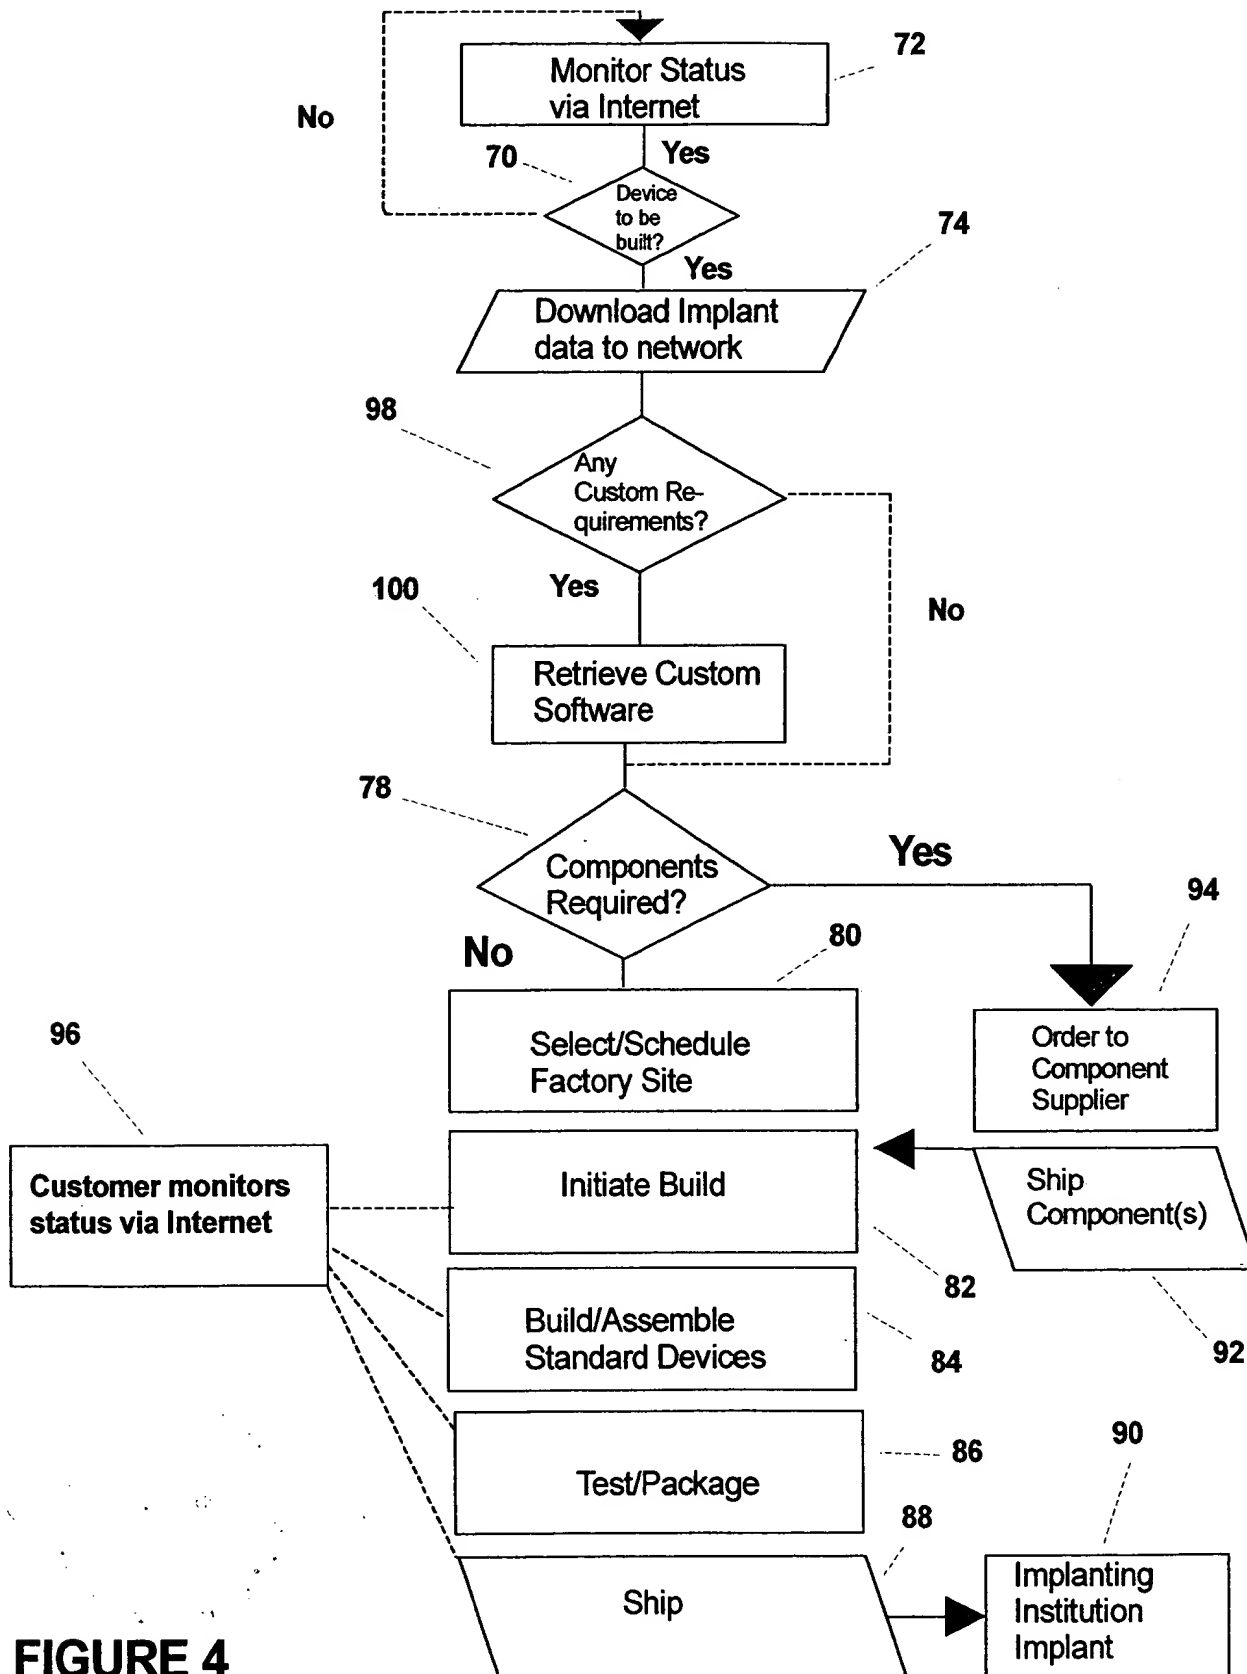 72
Monitor Status
via Internet
No
Yes
70
Device
to be
built?
74
Yes
Download Implant
data to network
98
Any
Custom Re-
quirements?
Yes
100
No
Retrieve Custom
Software
78
Components
Required?
Yes
94
No
80
96
Select/Schedule
Factory Site
Order to
Component
Supplier
Customer monitors
status via Internet
Initiate Build
Ship
Component(s)
82
Build/Assemble
Standard Devices
84
92
86
90
Test/Package
88
Ship
Implanting
Institution
Implant
FIGURE 4